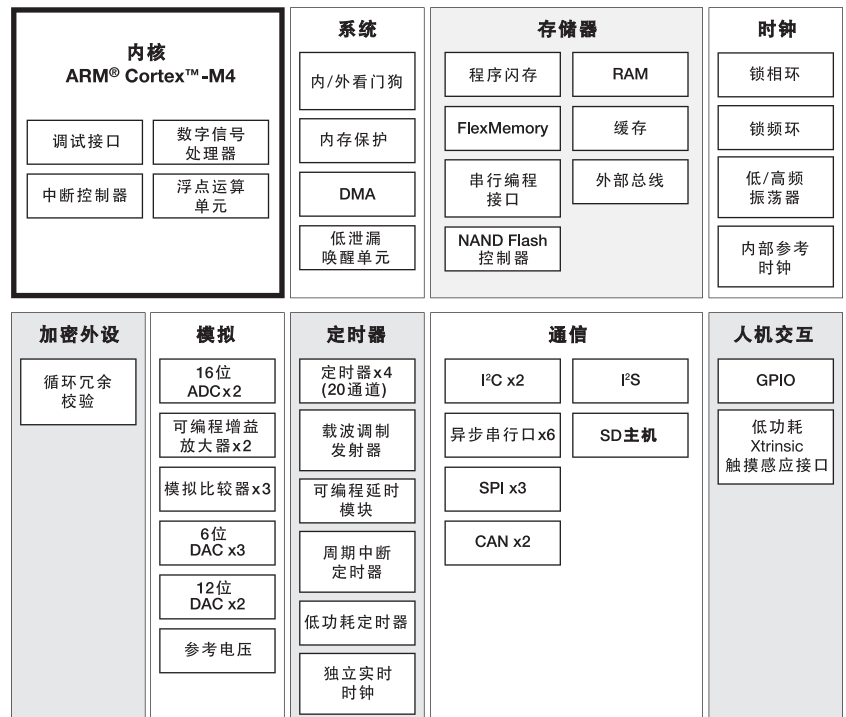 内核
ARM® Cortex™-M4
调试接口
数字信号
处理器
中断控制器
浮点运算
单元
系统
内/外看门狗
内存保护
DMA
低泄漏
唤醒单元
存储器
程序闪存
RAM
FlexMemory
缓存
串行编程
接口
外部总线
NAND Flash
控制器
时钟
锁相环
锁频环
低/高频
振荡器
内部参考
时钟
加密外设
循环冗余
校验
模拟
16位
ADCx2
可编程增益
放大器x2
模拟比较器x3
6位
DAC x3
12位
DAC x2
参考电压
定时器
定时器x4
(20通道)
载波调制
发射器
可编程延时
模块
周期中断
定时器
低功耗定时器
独立实时
时钟
通信
I²C x2
I²S
异步串行口x6
SD主机
SPI x3
CAN x2
人机交互
GPIO
低功耗
Xtrinsic
触摸感应接口